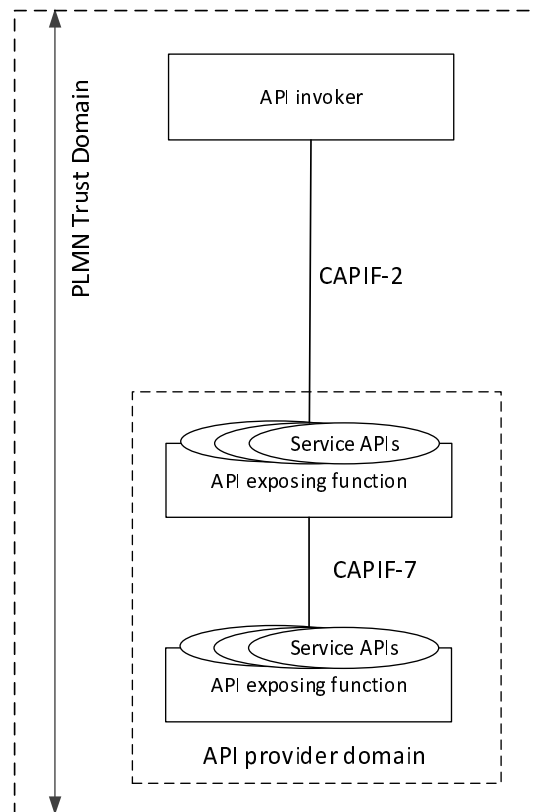 API invoker
PLMN Trust Domain
CAPIF-2
Service APIs
API exposing function
CAPIF-7
Service APIs
API exposing function
API provider domain